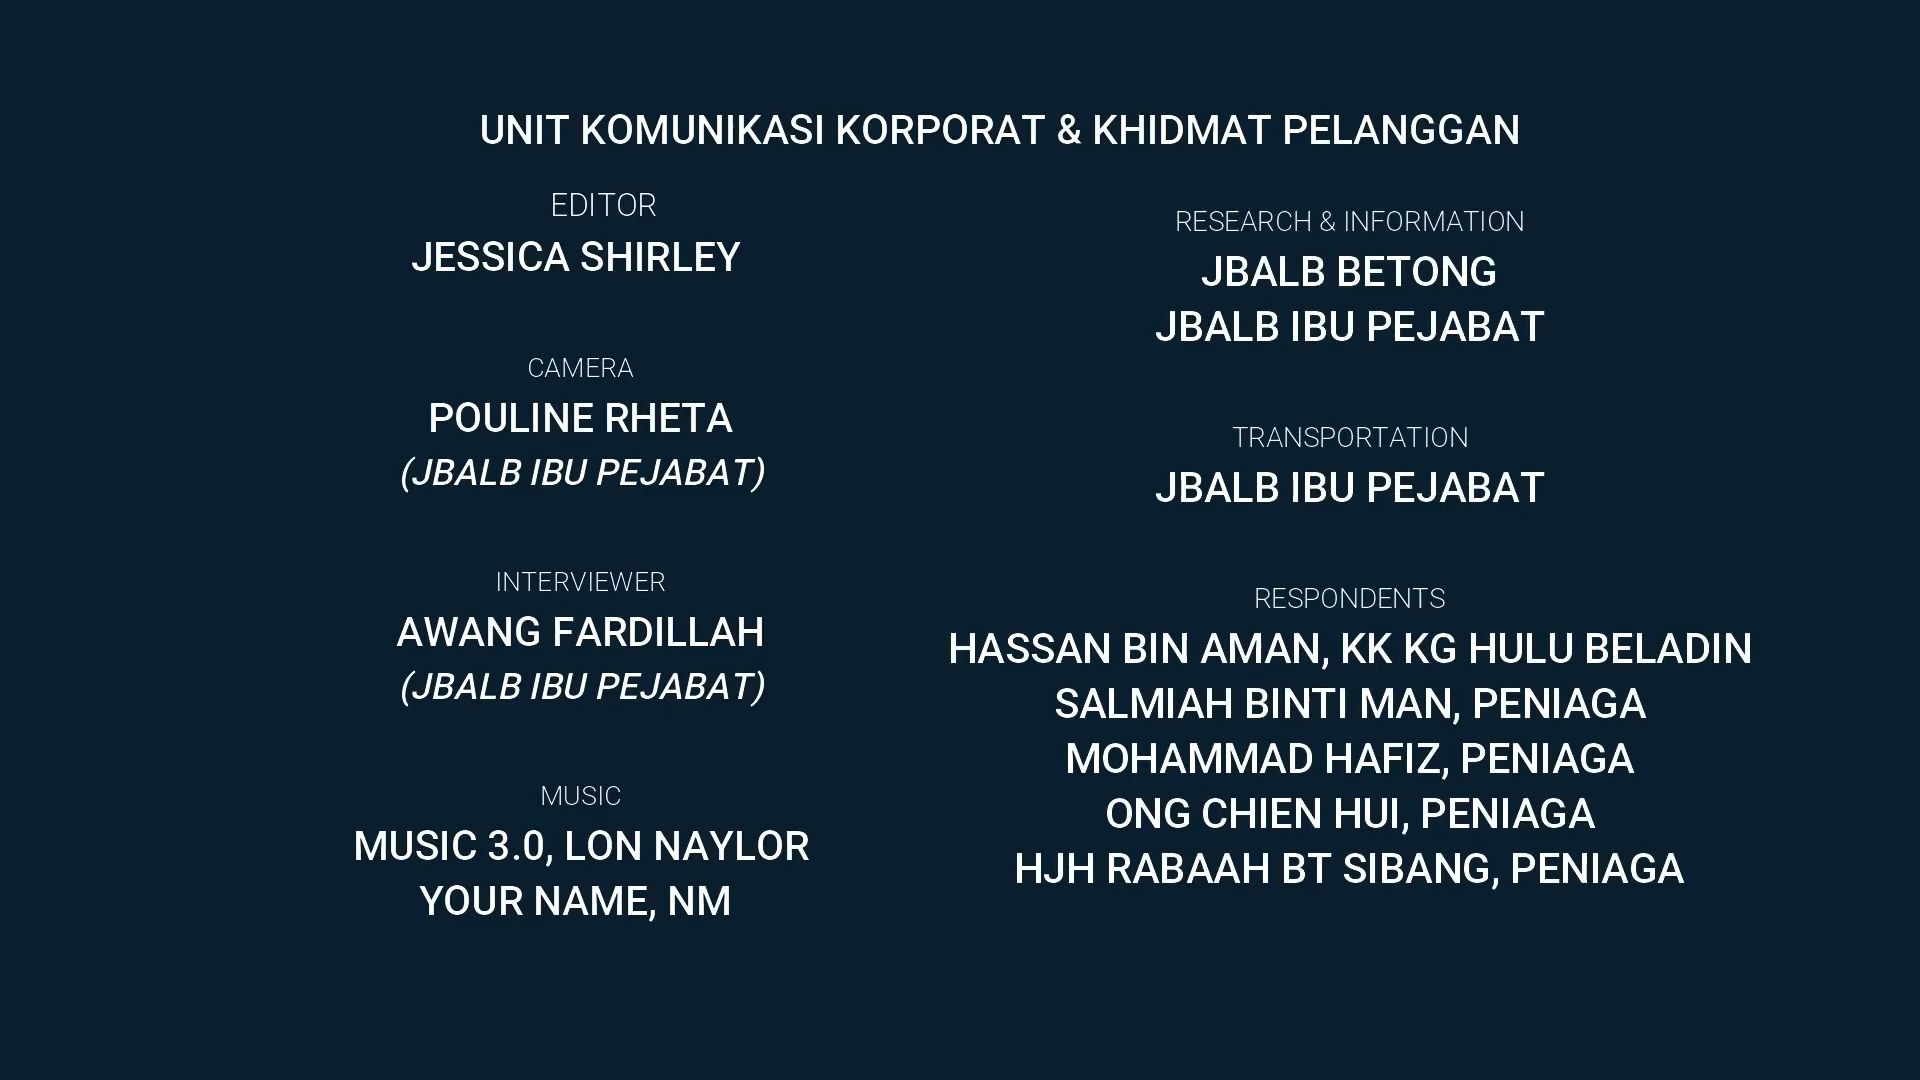 UNIT KOMUNIKASI KORPORAT & KHIDMAT PELANGGAN
EDITOR
JESSICA SHIRLEY
CAMERA
POULINE RHETA
(JBALB IBU PEJABAT)
INTERVIEWER
AWANG FARDILLAH
(JBALB IBU PEJABAT)
MUSIC
MUSIC 3.0, LON NAYLOR
YOUR NAME, NM
RESEARCH & INFORMATION
JBALB BETONG
JBALB IBU PEJABAT
TRANSPORTATION
JBALB IBU PEJABAT
RESPONDENTS
HASSAN BIN AMAN, KK KG HULU BELADIN
SALMIAH BINTI MAN, PENIAGA
MOHAMMAD HAFIZ, PENIAGA
ONG CHIEN HUI, PENIAGA
HJH RABAAH BT SIBANG, PENIAGA